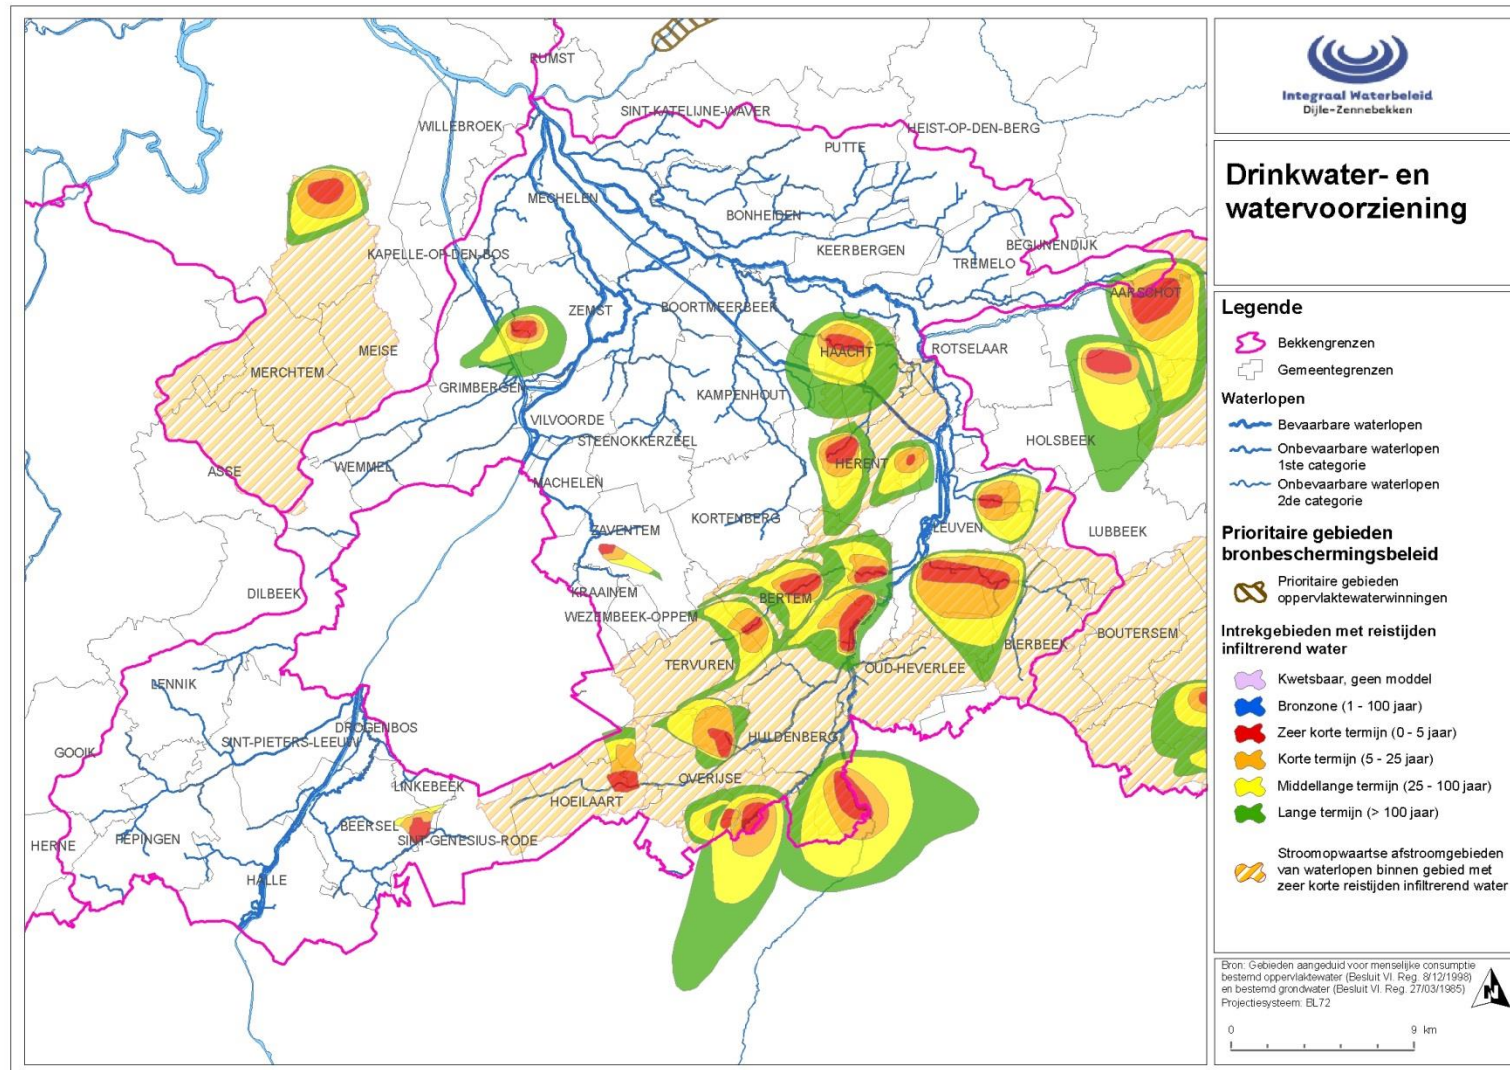 RUMST
SINT-KATELIJNE-WAVER
WILLEBROEK
HEIST-OP-DEN-BERG
PUTTE
MECHELEN
BONHEIDEN
KAPELLE-OP-DEN-BOS
KEERBERGEN
BEGIJNENDIJK
TREMELO
AARSCHOT
ZEMST
BOORTMEERBEEK
MEISE
HAACHT
ROTSELAAR
MERCHTEM
GRIMBERGEN
KAMPENHOUT
VILVOORDE
STEENOKKERZEEL
HOLSBEEK
ASSE
WEMMEL
HERENT
MACHELEN
KORTENBERG
ZAVENTEM
LEUVEN
LUBBEEK
DILBEEK
KRAAINEM
BERTEM
WEZEMBEEK-OPPEM
BOUTERSEM
BIERBEEK
TERVUREN
OUD-HEVERLEE
LENNIK
DROGENBOS
SINT-PIETERS-LEEUW
HULDENBERG
GOOIK
OVERIJSE
LINKEBEEK
HOEILAART
BEERSEL
SINT-GENESIUS-RODE
HERNE
PEPINGEN
HALLE
Integraal Waterbeleid
Dijle-Zennebekken
Drinkwater- en
watervoorziening
Legende
Bekkengrenzen
Gemeentegrenzen
Waterlopen
Bevaarbare waterlopen
Onbevaarbare waterlopen
1ste categorie
Onbevaarbare waterlopen
2de categorie
Prioritaire gebieden
bronbeschermingsbeleid
Prioritaire gebieden
oppervlaktewaterwinningen
Intrekgebieden met reistijden
infiltrerend water
Kwetsbaar, geen moddel
Bronzone (1 - 100 jaar)
Zeer korte termijn (0 - 5 jaar)
Korte termijn (5 - 25 jaar)
Middellange termijn (25 - 100 jaar)
Lange termijn (> 100 jaar)
Stroomopwaartse afstroomgebieden
van waterlopen binnen gebied met
zeer korte reistijden infiltrerend water
Bron: Gebieden aangeduid voor menselijke consumptie
bestemd oppervlaktewater (Besluit Vl. Reg. 8/12/1998)
en bestemd grondwater (Besluit Vl. Reg. 27/03/1985)
Projectiesysteem: BL72
N
0 9 km